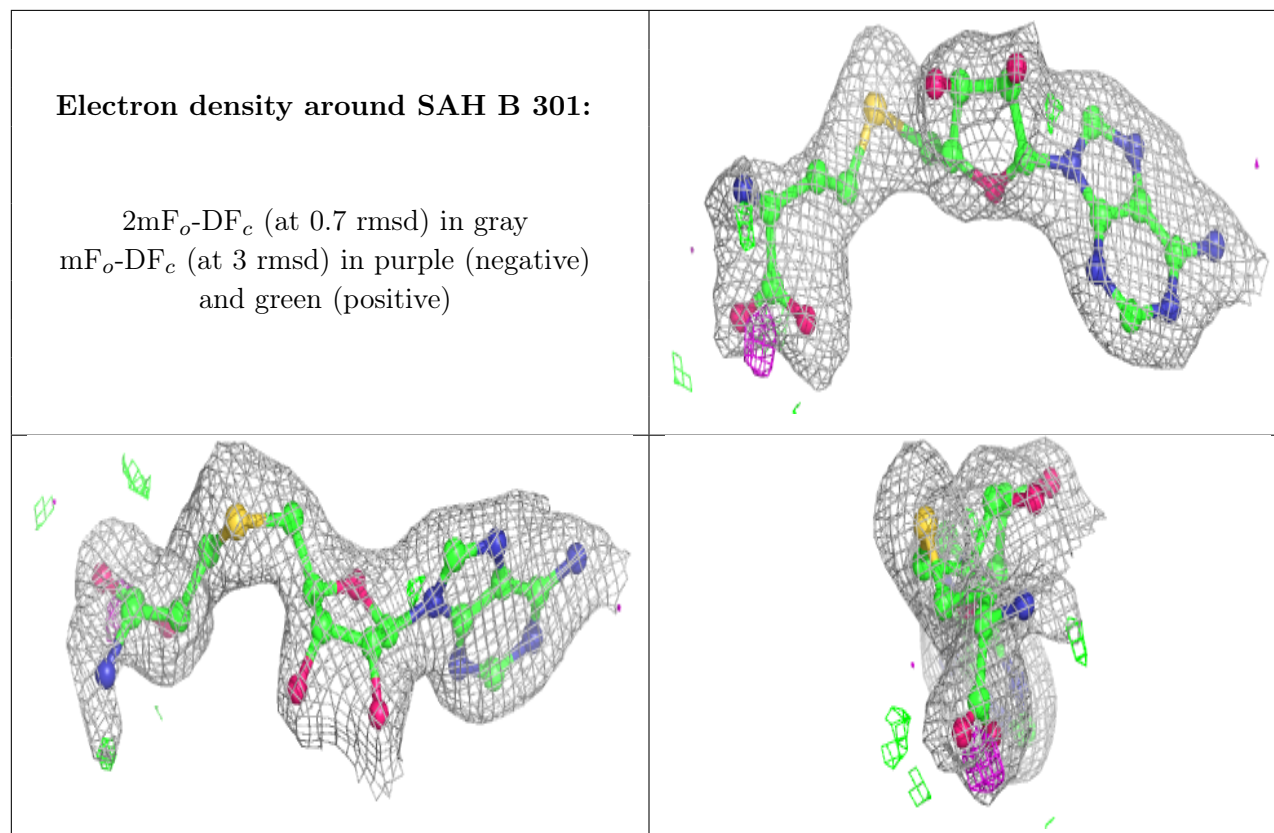 Electron density around SAH B 301:
2mFo-DFc (at 0.7 rmsd) in gray
mFo-DFc (at 3 rmsd) in purple (negative)
and green (positive)